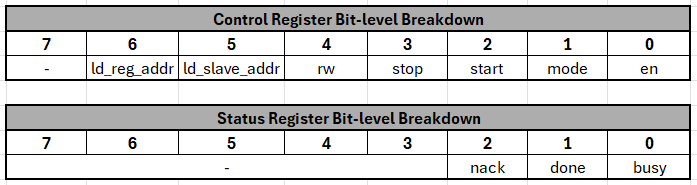 Control Register Bit-level Breakdown
7 6 5 4 3 2 1 0
- ld_reg_addr ld_slave_addr rw stop start mode en
Status Register Bit-level Breakdown
7 6 5 4 3 2 1 0
- nack done busy